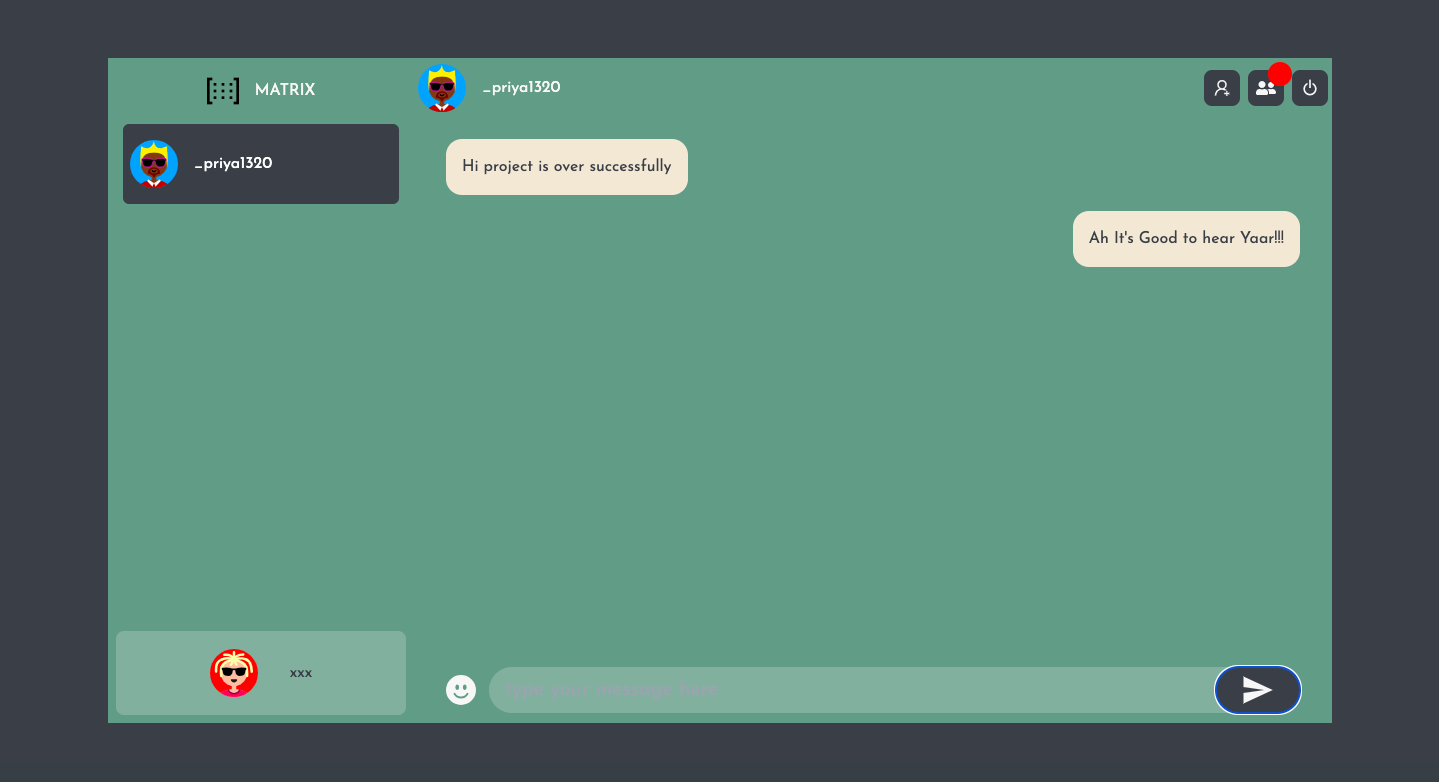 MATRIX
_priya1320
_priya1320
Hi project is over successfully
Ah It's Good to hear Yaar!!!
xxx
type your message here